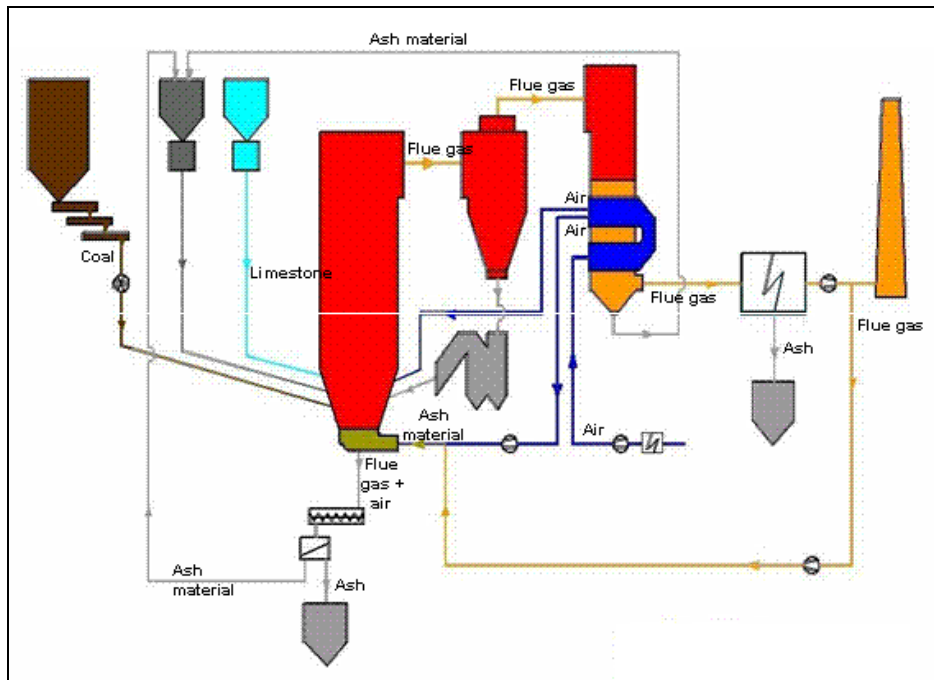 Ash material
Flue gas
Flue gas
Air
Air
Coal
Limestone
Flue gas
Flue gas
Ash
Ash
material
Air
Flue
gas +
air
Ash
material
Ash